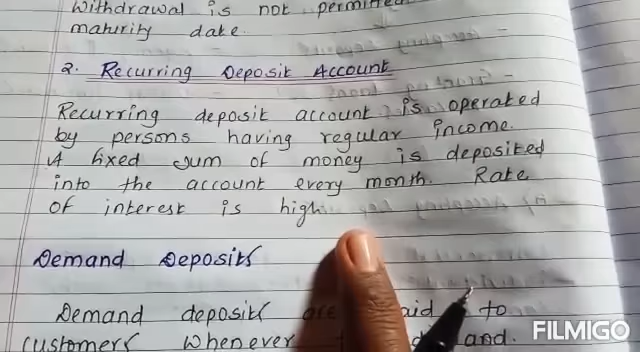 Withdrawal is not permitted
maturity date.
2. Recurring Deposit Account
Recurring deposit account is operated
by persons having regular income.
A fixed sum of money is deposited
into the account every month. Rate
of interest is high.
Demand Deposits
Demand deposits are to
customers whenever
FILMIGO